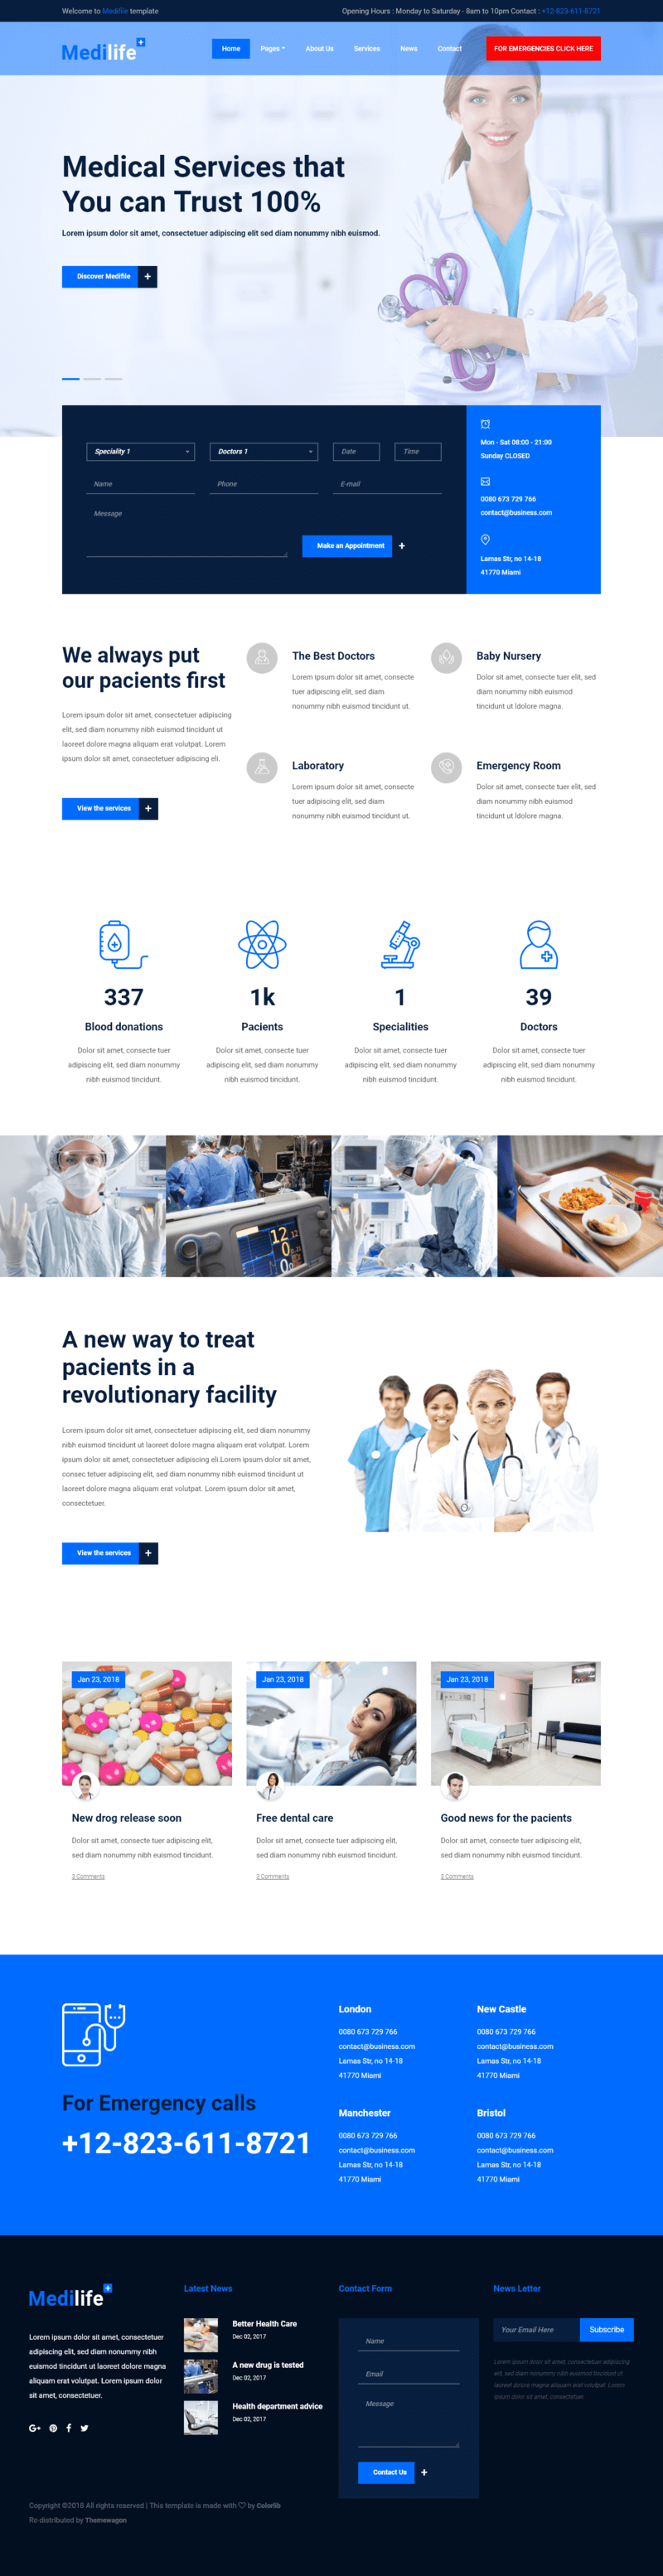 Welcome to Medifile template
Opening Hours : Monday to Saturday - 8am to 10pm Contact : +12-823-611-8721
Medilife
Home
Pages
About Us
Services
News
Contact
FOR EMERGENCIES CLICK HERE
Medical Services that
You can Trust 100%
Lorem ipsum dolor sit amet, consectetuer adipiscing elit sed diam nonummy nibh euismod.
Discover Medifile +
Speciality 1
Doctors 1
Date
Time
Name
Phone
E-mail
Message
Make an Appointment +
Mon - Sat 08:00 - 21:00
Sunday CLOSED
0080 673 729 766
contact@business.com
Lamas Str, no 14-18
41770 Miami
We always put
our pacients first
Lorem ipsum dolor sit amet, consectetuer adipiscing
elit, sed diam nonummy nibh euismod tincidunt ut
laoreet dolore magna aliquam erat volutpat. Lorem
ipsum dolor sit amet, consectetuer adipiscing eli.
View the services +
The Best Doctors
Lorem ipsum dolor sit amet, consecte
tuer adipiscing elit, sed diam
nonummy nibh euismod tincidunt ut.
Baby Nursery
Dolor sit amet, consecte tuer elit, sed
diam nonummy nibh euismod
tincidunt ut ldolore magna.
Laboratory
Lorem ipsum dolor sit amet, consecte
tuer adipiscing elit, sed diam
nonummy nibh euismod tincidunt ut.
Emergency Room
Dolor sit amet, consecte tuer elit, sed
diam nonummy nibh euismod
tincidunt ut ldolore magna.
337
Blood donations
Dolor sit amet, consecte tuer
adipiscing elit, sed diam nonummy
nibh euismod tincidunt.
1k
Pacients
Dolor sit amet, consecte tuer
adipiscing elit, sed diam nonummy
nibh euismod tincidunt.
1
Specialities
Dolor sit amet, consecte tuer
adipiscing elit, sed diam nonummy
nibh euismod tincidunt.
39
Doctors
Dolor sit amet, consecte tuer
adipiscing elit, sed diam nonummy
nibh euismod tincidunt.
12
0
A new way to treat
pacients in a
revolutionary facility
Lorem ipsum dolor sit amet, consectetuer adipiscing elit, sed diam nonummy
nibh euismod tincidunt ut laoreet dolore magna aliquam erat volutpat. Lorem
ipsum dolor sit amet, consectetuer adipiscing eli.Lorem ipsum dolor sit amet,
consec tetuer adipiscing elit, sed diam nonummy nibh euismod tincidunt ut
laoreet dolore magna aliquam erat volutpat. Lorem ipsum dolor sit amet,
consectetuer.
View the services +
Jan 23, 2018
New drog release soon
Dolor sit amet, consecte tuer adipiscing elit,
sed diam nonummy nibh euismod tincidunt.
3 Comments
Jan 23, 2018
Free dental care
Dolor sit amet, consecte tuer adipiscing elit,
sed diam nonummy nibh euismod tincidunt.
3 Comments
Jan 23, 2018
Good news for the pacients
Dolor sit amet, consecte tuer adipiscing elit,
sed diam nonummy nibh euismod tincidunt.
3 Comments
For Emergency calls
+12-823-611-8721
London
0080 673 729 766
contact@business.com
Lamas Str, no 14-18
41770 Miami
New Castle
0080 673 729 766
contact@business.com
Lamas Str, no 14-18
41770 Miami
Manchester
0080 673 729 766
contact@business.com
Lamas Str, no 14-18
41770 Miami
Bristol
0080 673 729 766
contact@business.com
Lamas Str, no 14-18
41770 Miami
Medilife
Lorem ipsum dolor sit amet, consectetuer
adipiscing elit, sed diam nonummy nibh
euismod tincidunt ut laoreet dolore magna
aliquam erat volutpat. Lorem ipsum dolor
sit amet, consectetuer.
Latest News
Better Health Care
Dec 02, 2017
A new drug is tested
Dec 02, 2017
Health department advice
Dec 02, 2017
Contact Form
Name
Email
Message
Contact Us +
News Letter
Your Email Here
Subscribe
Lorem ipsum dolor sit amet, consectetuer adipiscing
elit, sed diam nonummy nibh euismod tincidunt ut
laoreet dolore magna aliquam erat volutpat. Lorem
ipsum dolor sit amet, consectetuer.
Copyright ©2018 All rights reserved | This template is made with ♡ by Colorlib
Re-distributed by Themewagon